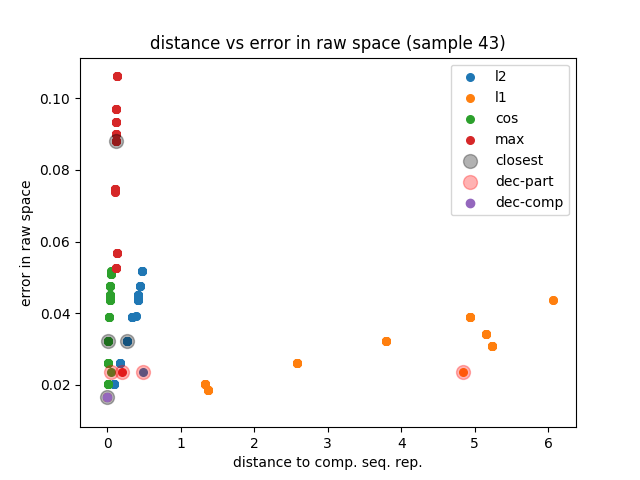 distance vs error in raw space (sample 43)
error in raw space
0.10
0.08
0.06
0.04
0.02
l2
l1
cos
max
closest
dec-part
dec-comp
0 1 2 3 4 5 6
distance to comp. seq. rep.